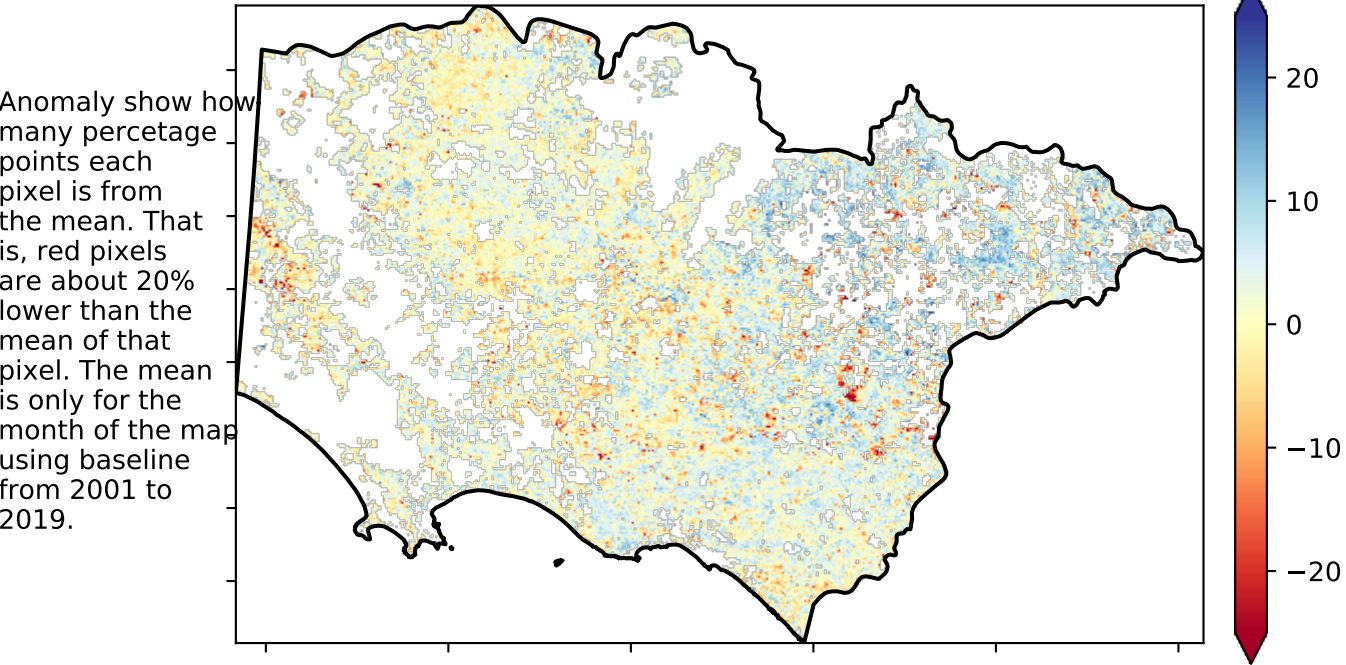 Anomaly show how
many percetage
points each
pixel is from
the mean. That
is, red pixels
are about 20%
lower than the
mean of that
pixel. The mean
is only for the
month of the map
using baseline
from 2001 to
2019.
20
10
0
−10
−20